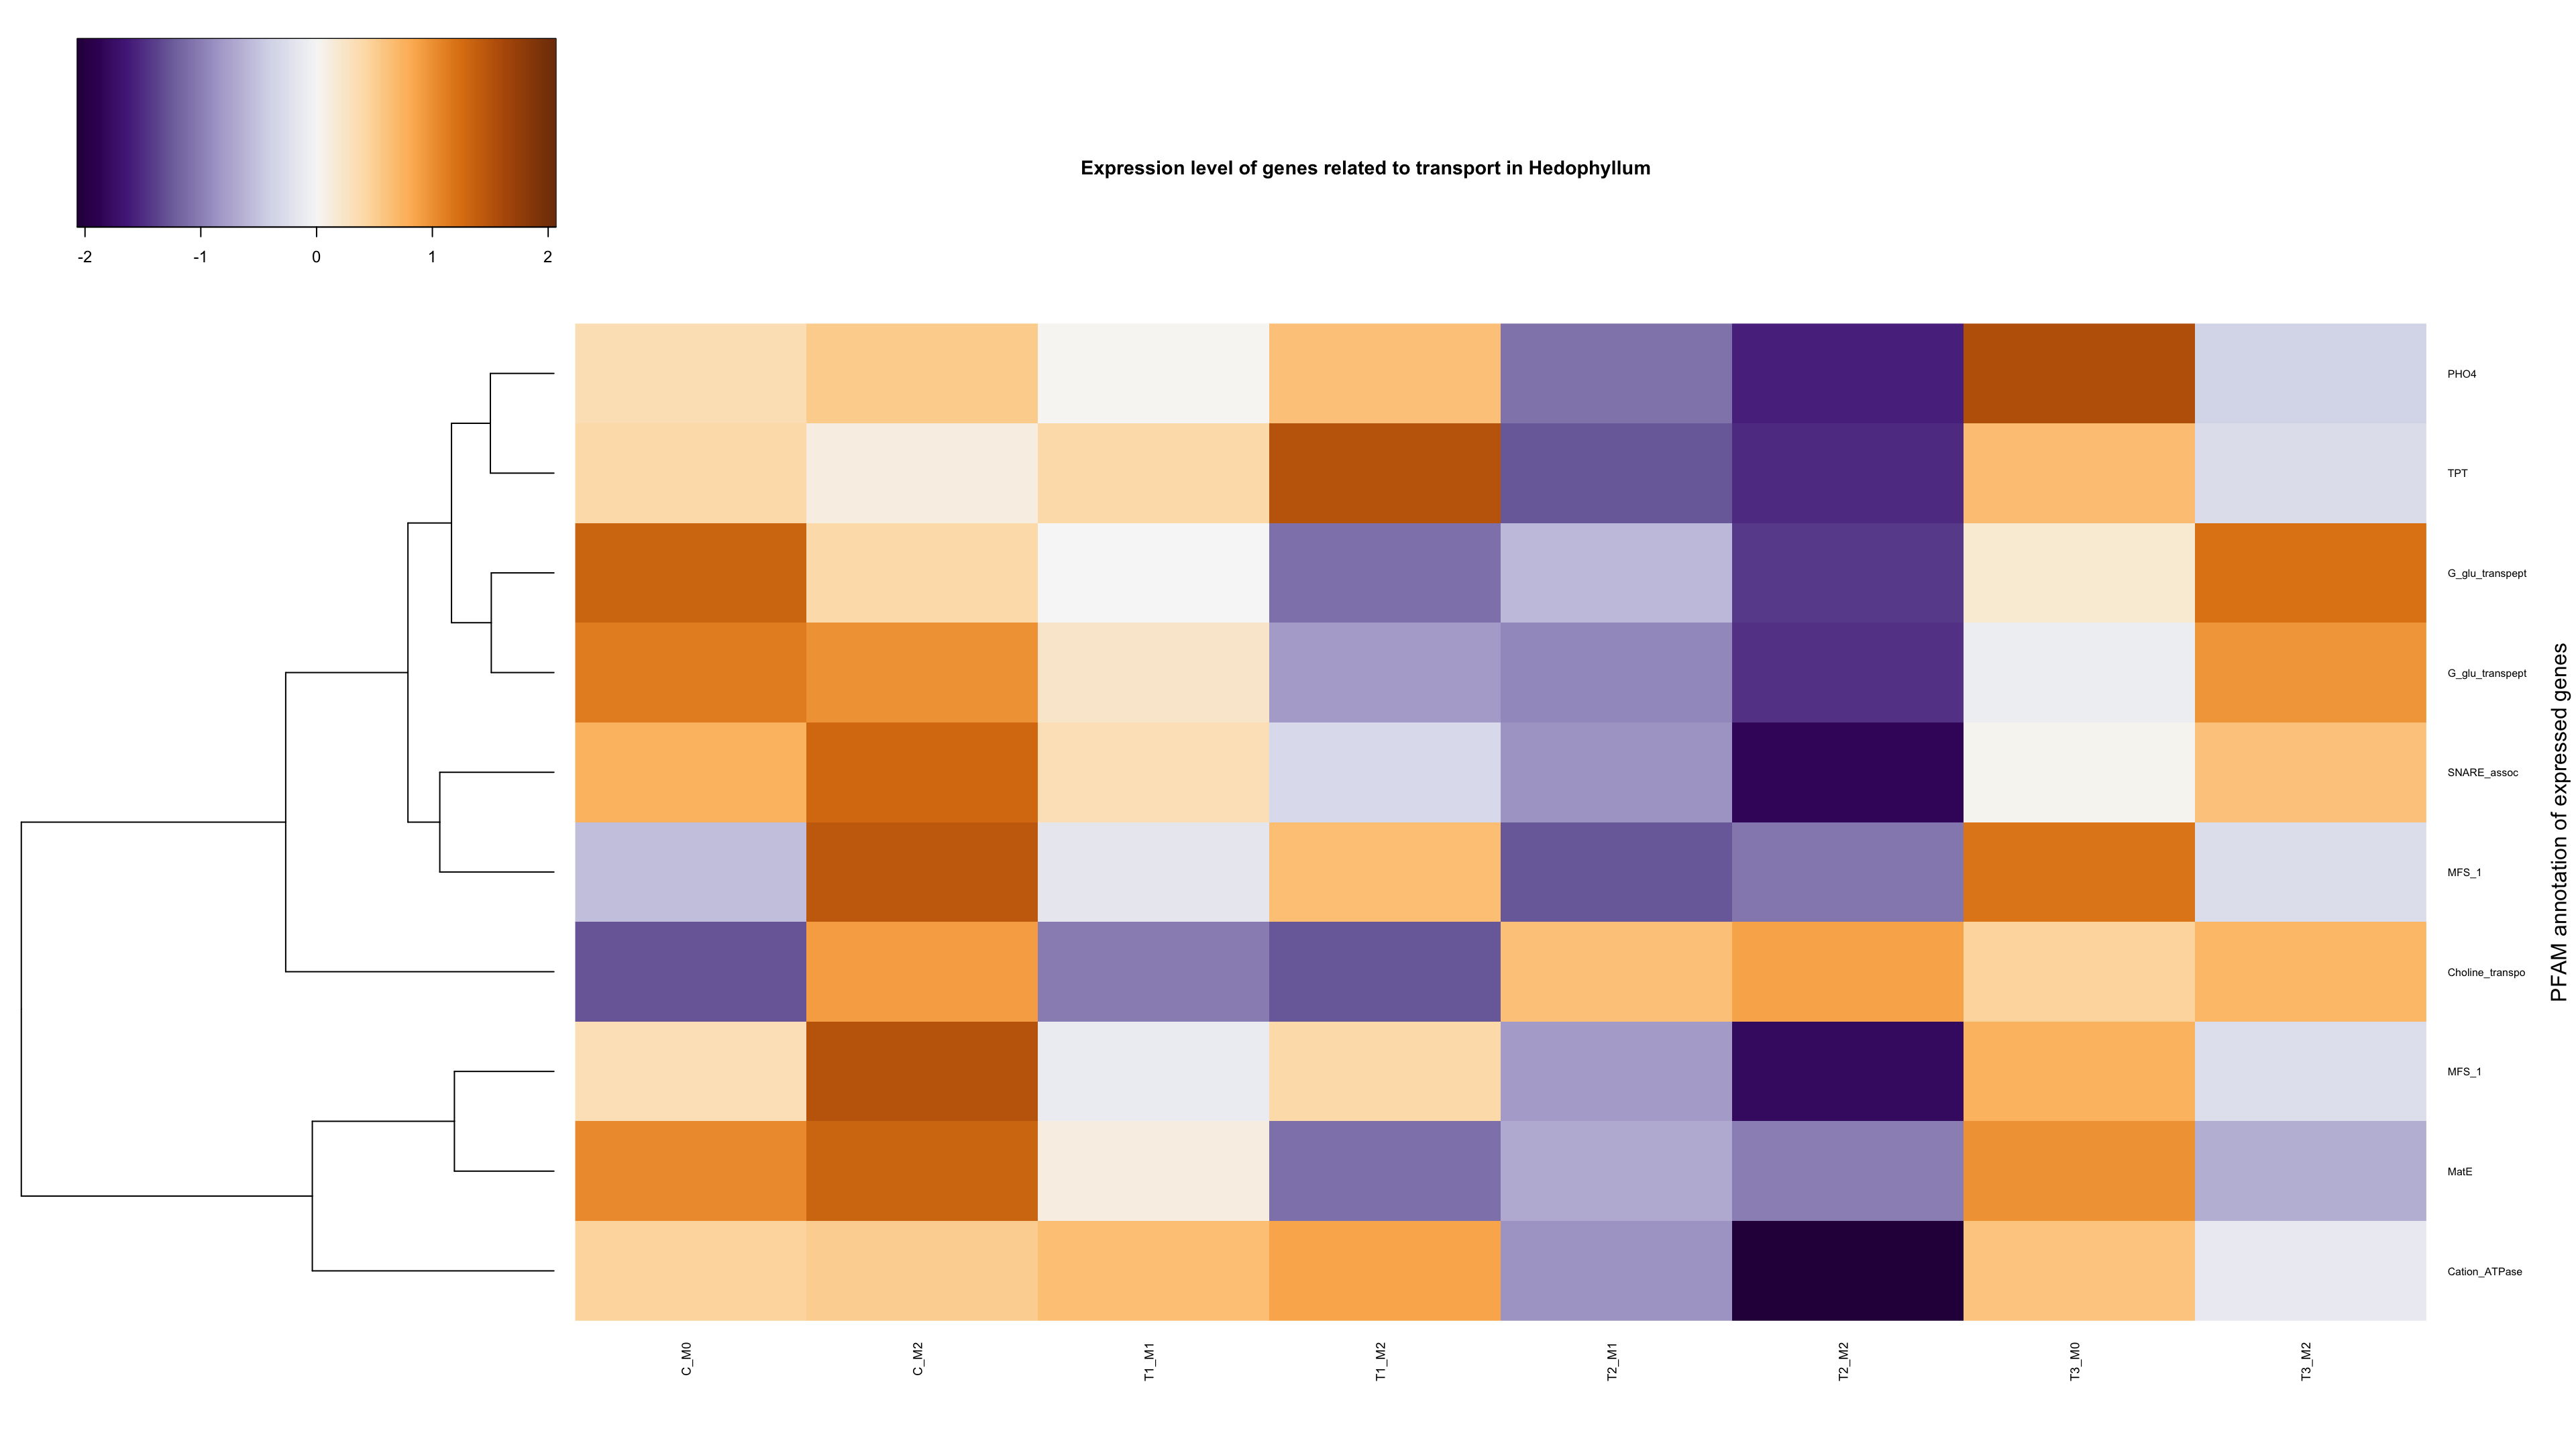 -2 -1 0 1 2
Expression level of genes related to transport in Hedophyllum
PHO4
TPT
G_glu_transpept
G_glu_transpept
SNARE_assoc
MFS_1
Choline_transpo
MFS_1
MatE
Cation_ATPase
PFAM annotation of expressed genes
C_M0 C_M2 T1_M1 T1_M2 T2_M1 T2_M2 T3_M0 T3_M2